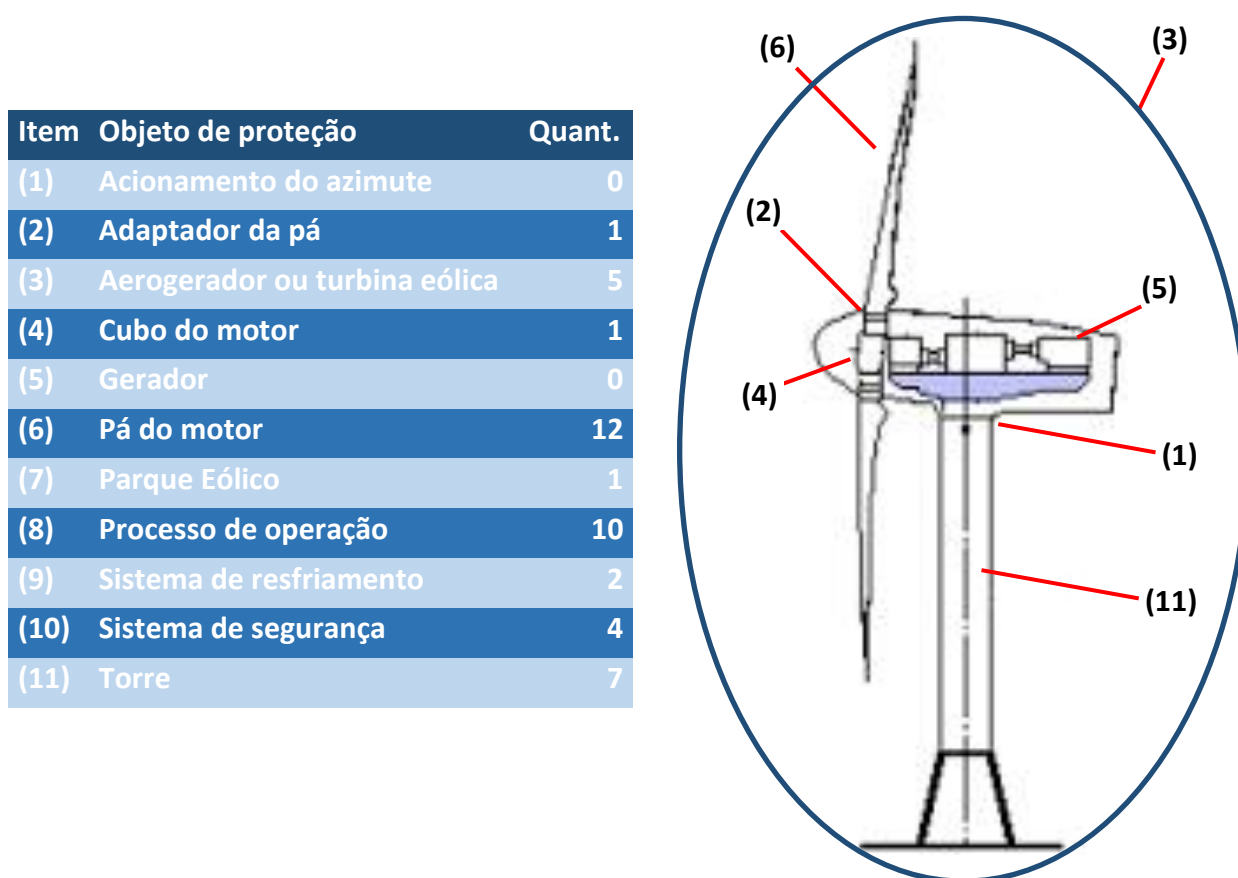 Item Objeto de proteção Quant.
(1) Acionamento do azimute 0
(2) Adaptador da pá 1
(3) Aerogerador ou turbina eólica 5
(4) Cubo do motor 1
(5) Gerador 0
(6) Pá do motor 12
(7) Parque Eólico 1
(8) Processo de operação 10
(9) Sistema de resfriamento 2
(10) Sistema de segurança 4
(11) Torre 7
(6)
(3)
(2)
(5)
(4)
(1)
(11)